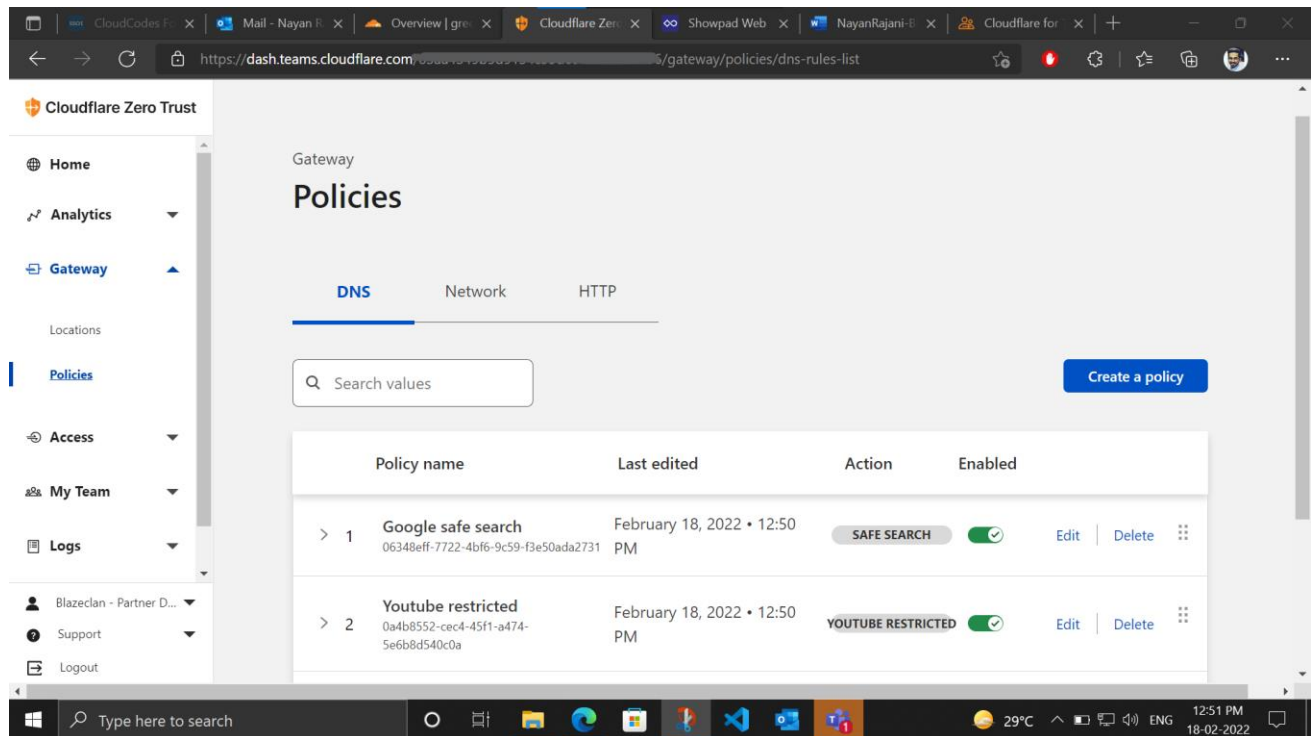 CloudCodes Fo
Mail - Nayan R
Overview | gree
Cloudflare Zero
Showpad Web
NayanRajani-B
Cloudflare for
https://dash.teams.cloudflare.com/
/gateway/policies/dns-rules-list
Cloudflare Zero Trust
Home
Analytics
Gateway
Locations
Policies
Access
My Team
Logs
Blazeclan - Partner D...
Support
Logout
Gateway
Policies
DNS
Network
HTTP
Search values
Create a policy
Policy name Last edited Action Enabled
1 Google safe search February 18, 2022 • 12:50 SAFE SEARCH Edit Delete
06348eff-7722-4bf6-9c59-f3e50ada2731 PM
2 Youtube restricted February 18, 2022 • 12:50 YOUTUBE RESTRICTED Edit Delete
0a4b8552-cec4-45f1-a474- PM
5e6b8d540c0a
Type here to search
29°C
ENG
12:51 PM
18-02-2022